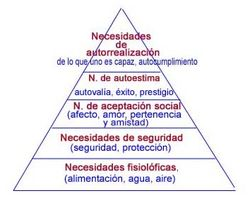 Necesidades
de
autorrealización
de lo que uno es capaz, autocumplimiento
N. de autoestima
autovalía, éxito, prestigio
N. de aceptación social
(afecto, amor, pertenencia
y amistad)
Necesidades de seguridad
(seguridad, protección)
Necesidades fisiolóficas,
(alimentación, agua, aire)